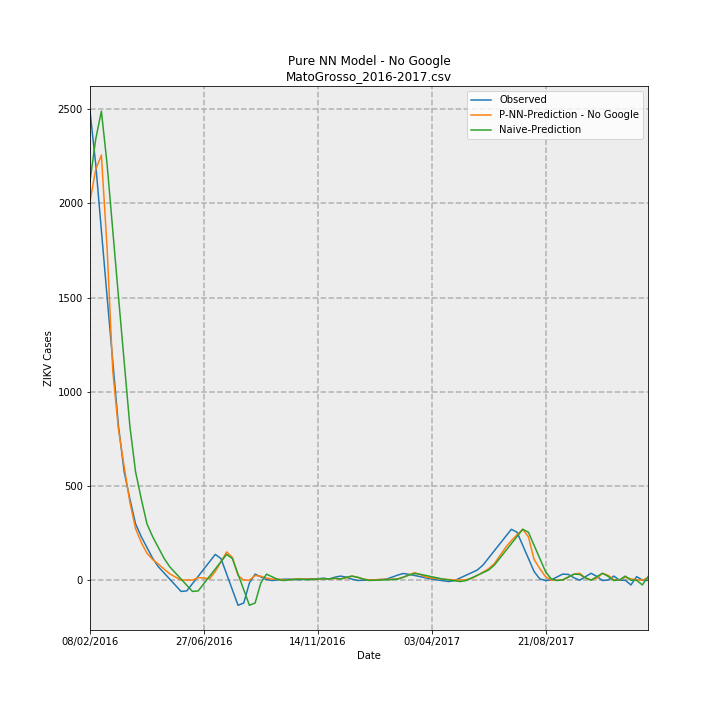 Pure NN Model - No Google
MatoGrosso_2016-2017.csv
Observed
P-NN-Prediction - No Google
Naive-Prediction
2500
2000
1500
1000
500
0
ZIKV Cases
08/02/2016
27/06/2016
14/11/2016
03/04/2017
21/08/2017
Date